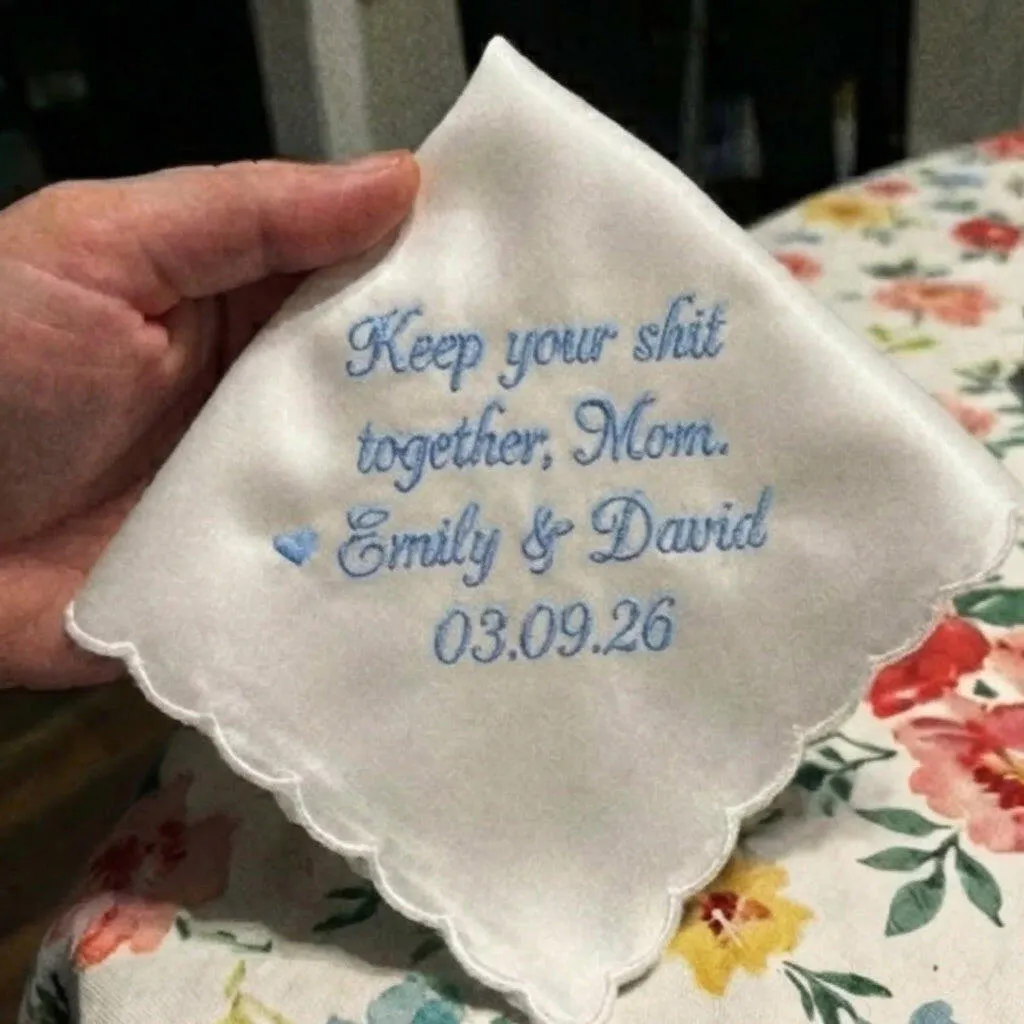 Keep your shit
together, Mom.
Emily & David
03.09.26